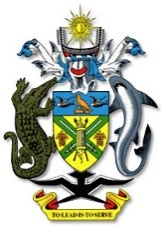 TO LEAD IS TO SERVE